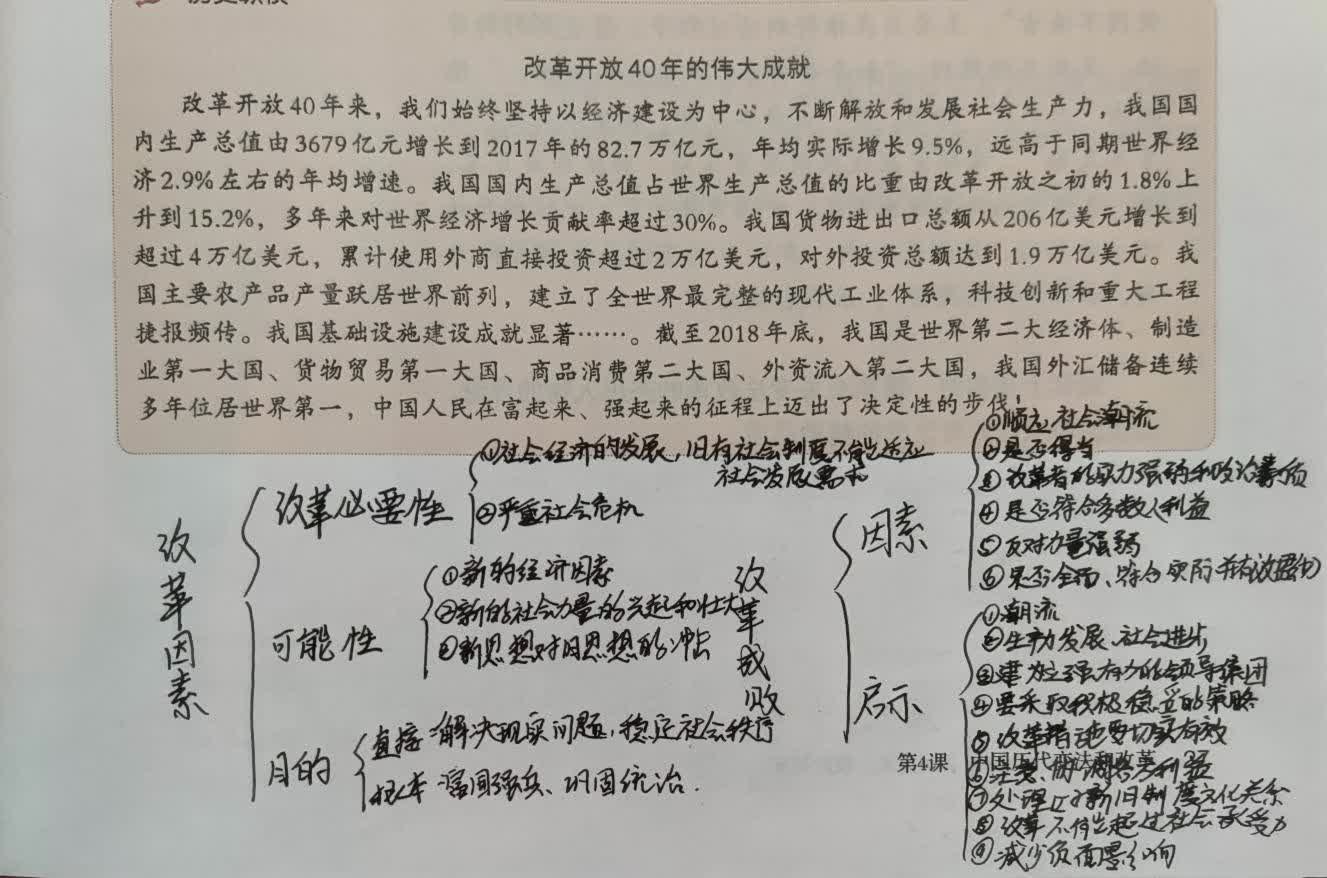 历史纵横
改革开放40年的伟大成就
改革开放40年来，我们始终坚持以经济建设为中心，不断解放和发展社会生产力，我国国
内生产总值由3679亿元增长到2017年的82.7万亿元，年均实际增长9.5%，远高于同期世界经
济2.9%左右的年均增速。我国国内生产总值占世界生产总值的比重由改革开放之初的1.8%上
升到15.2%，多年来对世界经济增长贡献率超过30%。我国货物进出口总额从206亿美元增长到
超过4万亿美元，累计使用外商直接投资超过2万亿美元，对外投资总额达到1.9万亿美元。我
国主要农产品产量跃居世界前列，建立了全世界最完整的现代工业体系，科技创新和重大工程
捷报频传。我国基础设施建设成就显著……。截至2018年底，我国是世界第二大经济体、制造
业第一大国、货物贸易第一大国、商品消费第二大国、外资流入第二大国，我国外汇储备连续
多年位居世界第一，中国人民在富起来、强起来的征程上迈出了决定性的步伐！
改革因素
改革必要性
①社会经济的发展，旧有社会制度不能适应
社会发展需求
②严重社会危机
可能性
①新的经济因素
②新的社会力量的兴起和壮大
③新思想对旧思想的冲击
目的
直接：解决现实问题，稳定社会秩序
根本 富国强兵、巩固统治.
改革成败
因素
①顺应社会潮流
②是否得当
③改革者的实力强弱和政治素质
④是否符合多数人利益
⑤反对力量强弱
⑥是否全面、符合实际并有效
启示
①潮流
②生产力发展、社会进步
③建立强有力的领导集团
④要采取积极稳妥的策略
⑤改革措施要切实有效
⑥注意协调各方利益
⑦处理好新旧制度文化关系
⑧改革不能超过社会承受力
⑨减少负面影响
第4课 中国历代变法和改革 27